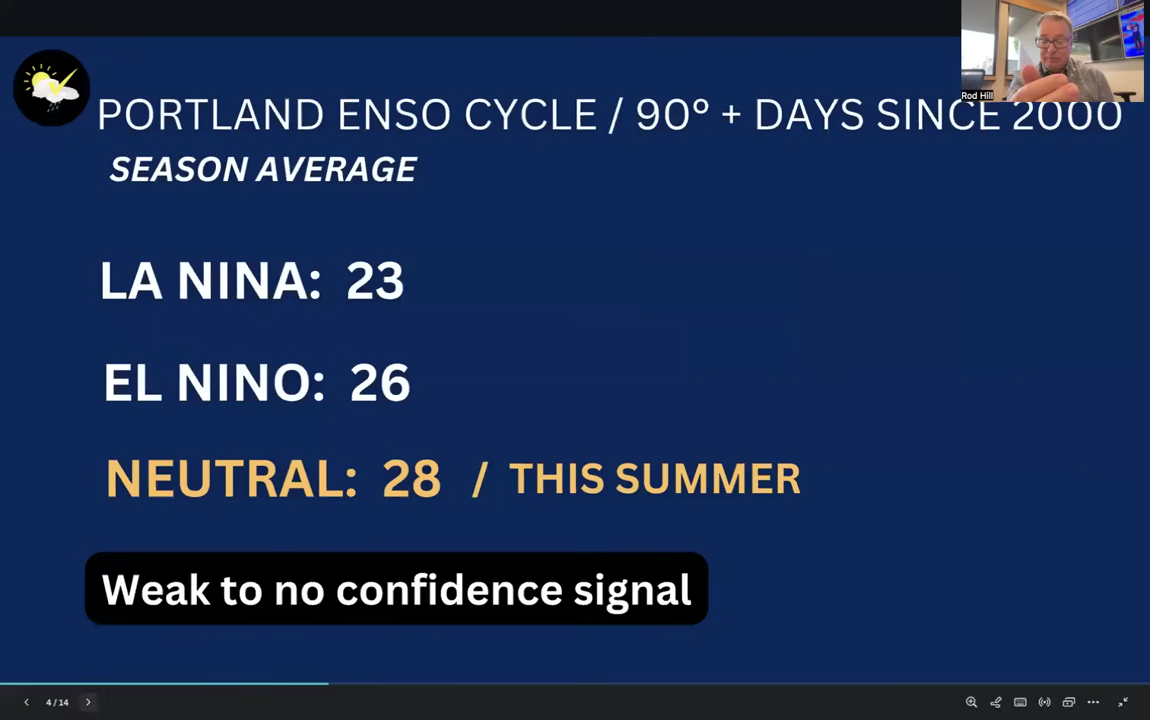 Rod Hill
PORTLAND ENSO CYCLE / 90° + DAYS SINCE 2000
SEASON AVERAGE
LA NINA: 23
EL NINO: 26
NEUTRAL: 28 / THIS SUMMER
Weak to no confidence signal
4 / 14